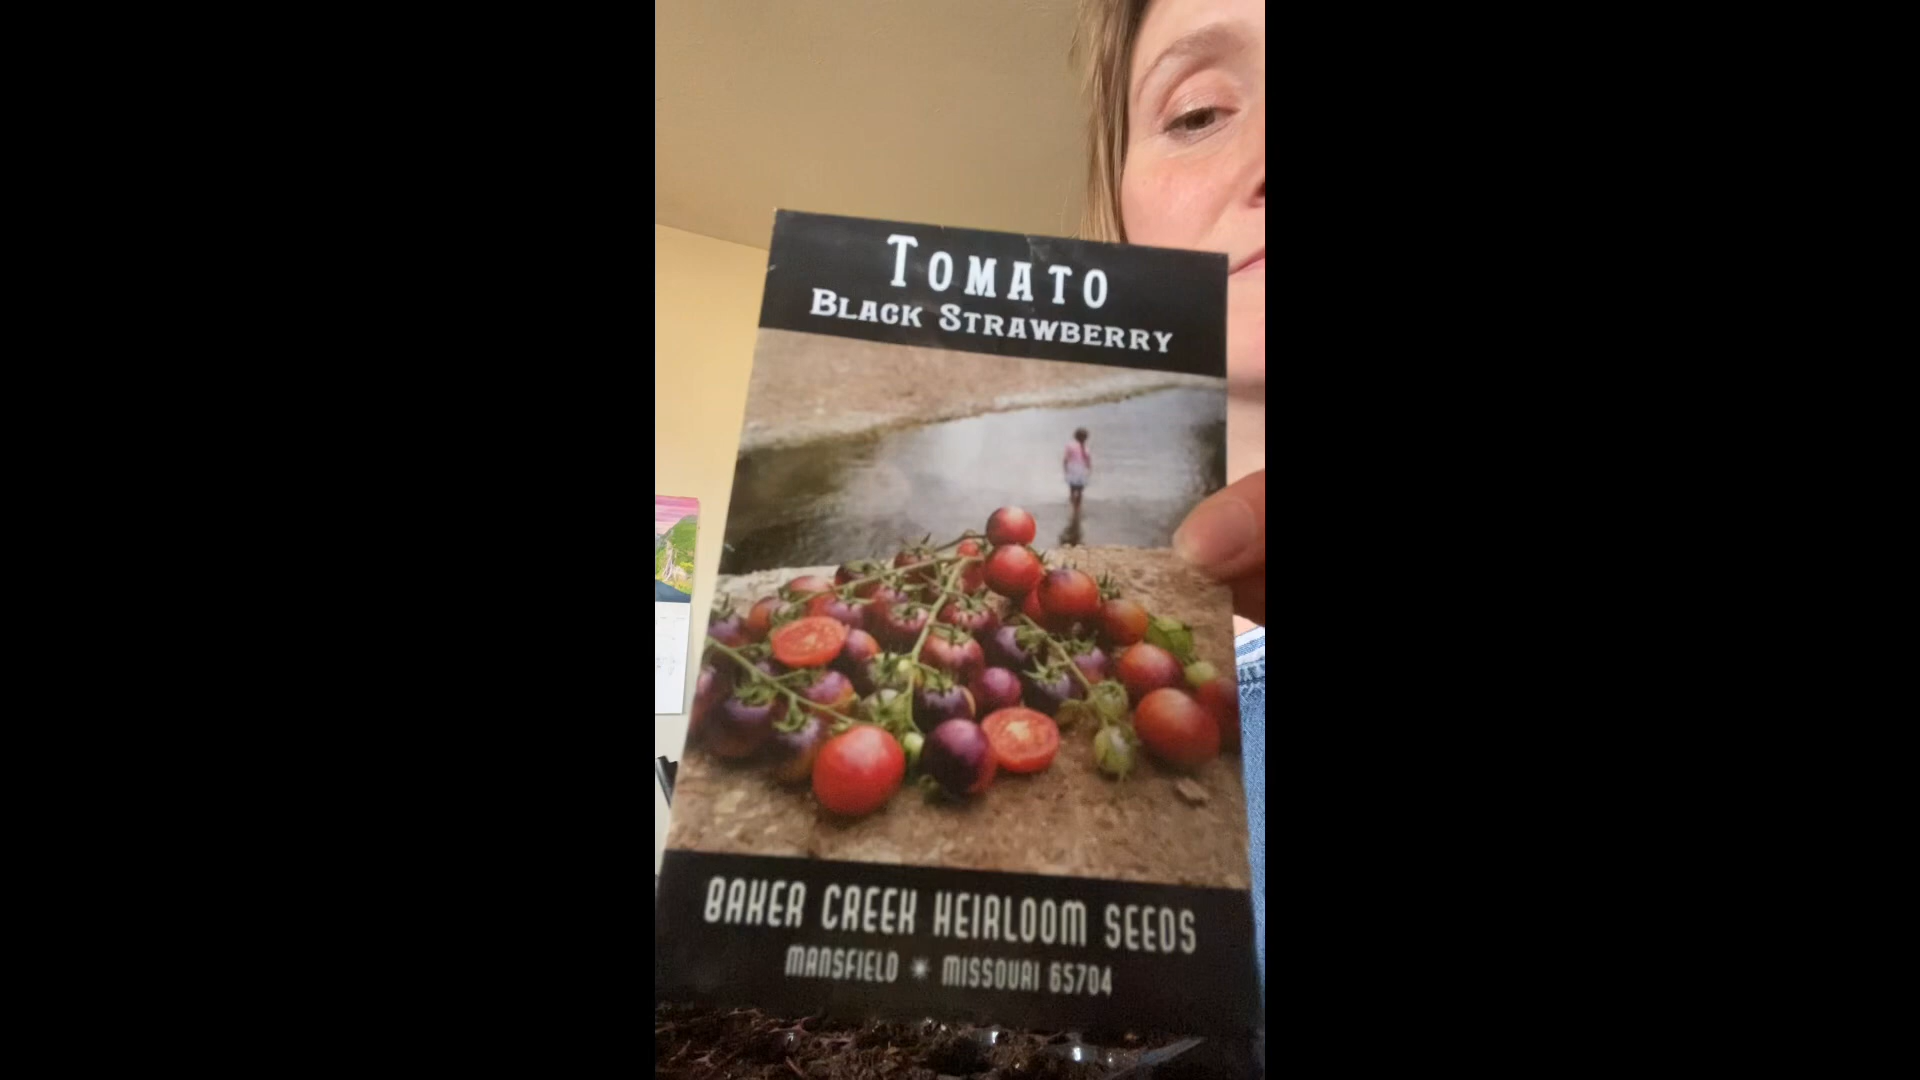 TOMATO
BLACK STRAWBERRY
BAKER CREEK HEIRLOOM SEEDS
MANSFIELD * MISSOURI 65704